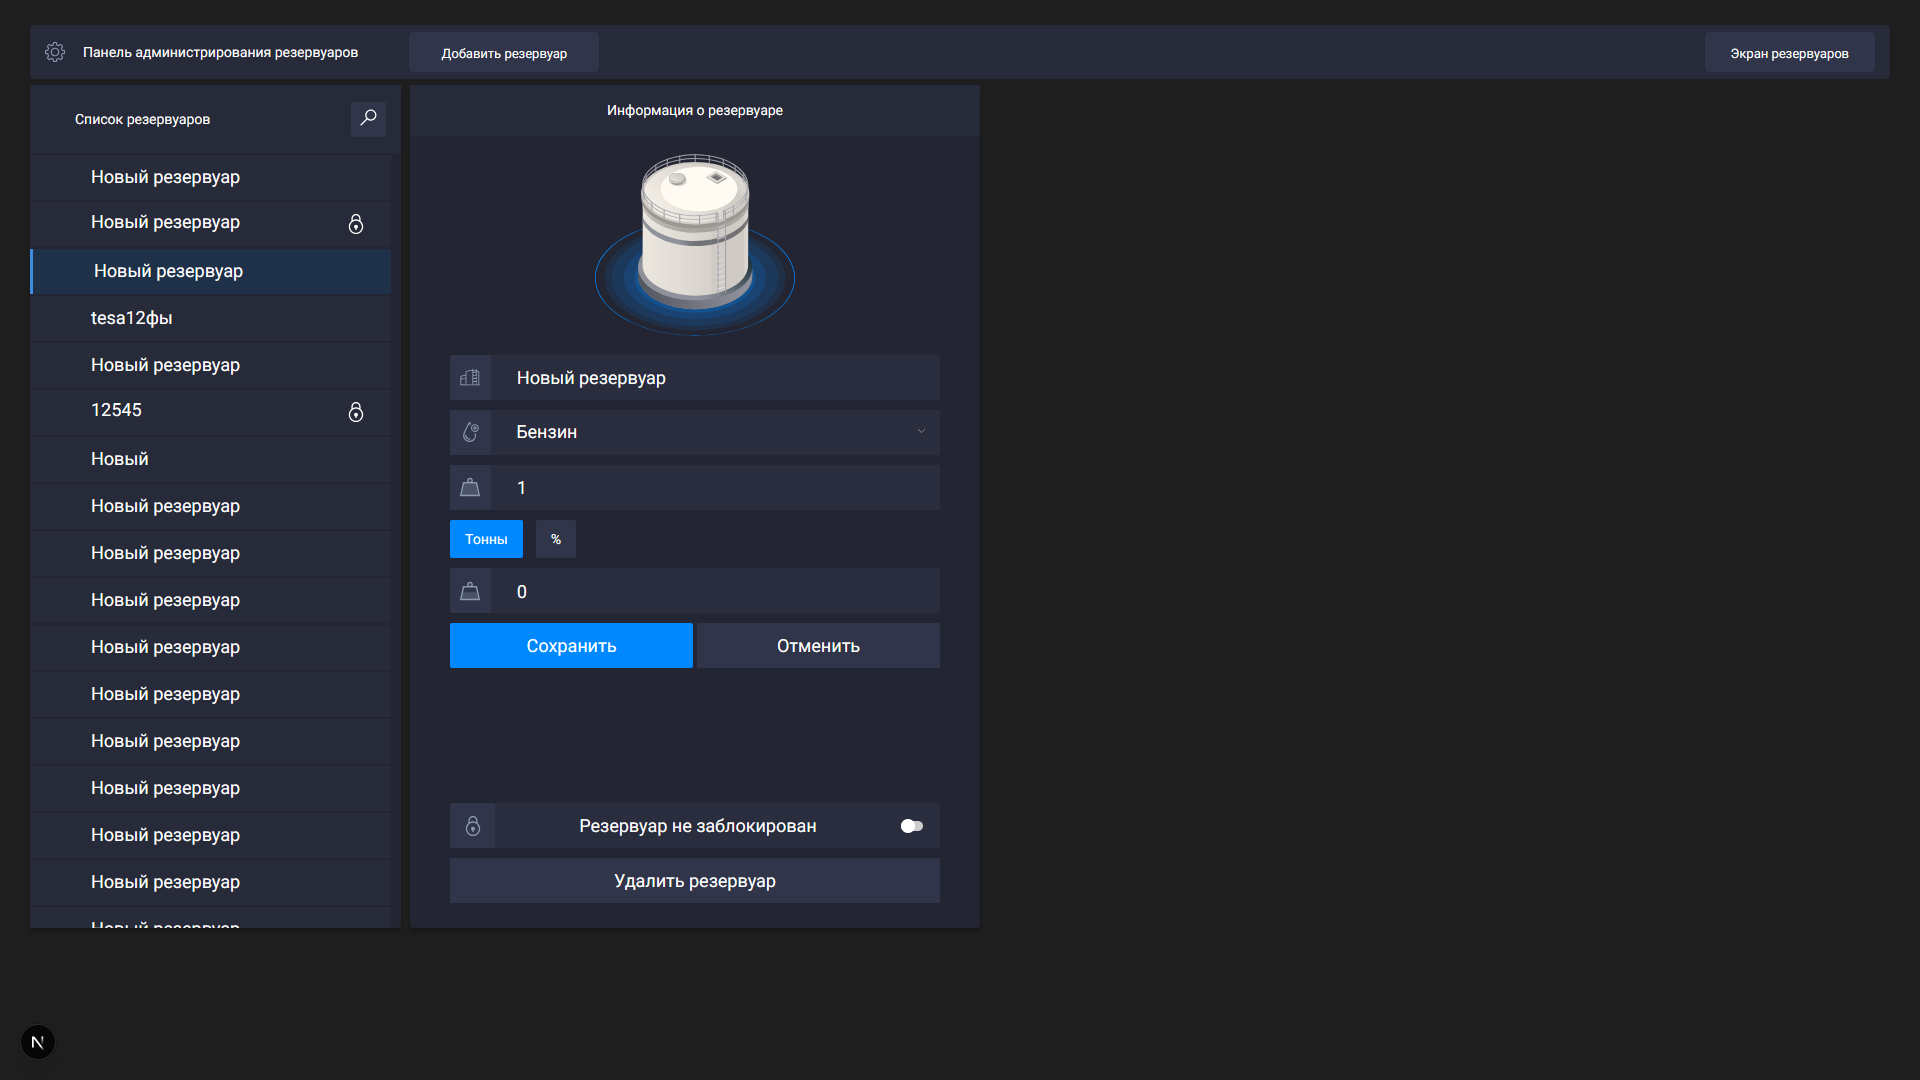 Панель администрирования резервуаров
Добавить резервуар
Экран резервуаров
Список резервуаров
Новый резервуар
Новый резервуар
Новый резервуар
tesa12фы
Новый резервуар
12545
Новый
Новый резервуар
Новый резервуар
Новый резервуар
Новый резервуар
Новый резервуар
Новый резервуар
Новый резервуар
Новый резервуар
Новый резервуар
Новый резервуар
Информация о резервуаре
Новый резервуар
Бензин
1
Тонны
%
0
Сохранить
Отменить
Резервуар не заблокирован
Удалить резервуар
N